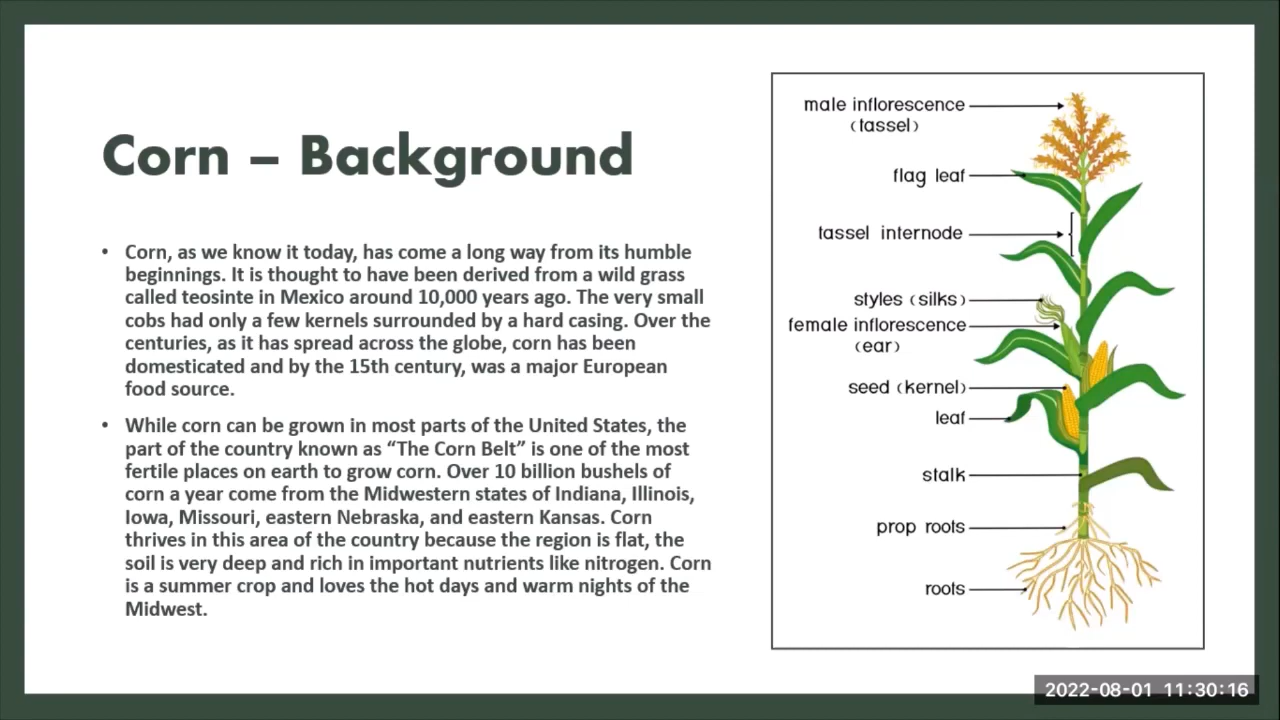 Corn – Background
• Corn, as we know it today, has come a long way from its humble
beginnings. It is thought to have been derived from a wild grass
called teosinte in Mexico around 10,000 years ago. The very small
cobs had only a few kernels surrounded by a hard casing. Over the
centuries, as it has spread across the globe, corn has been
domesticated and by the 15th century, was a major European
food source.
• While corn can be grown in most parts of the United States, the
part of the country known as “The Corn Belt” is one of the most
fertile places on earth to grow corn. Over 10 billion bushels of
corn a year come from the Midwestern states of Indiana, Illinois,
Iowa, Missouri, eastern Nebraska, and eastern Kansas. Corn
thrives in this area of the country because the region is flat, the
soil is very deep and rich in important nutrients like nitrogen. Corn
is a summer crop and loves the hot days and warm nights of the
Midwest.
male inflorescence
(tassel)
flag leaf
tassel internode
styles (silks)
female inflorescence
(ear)
seed (kernel)
leaf
stalk
prop roots
roots
2022-08-01 11:30:16